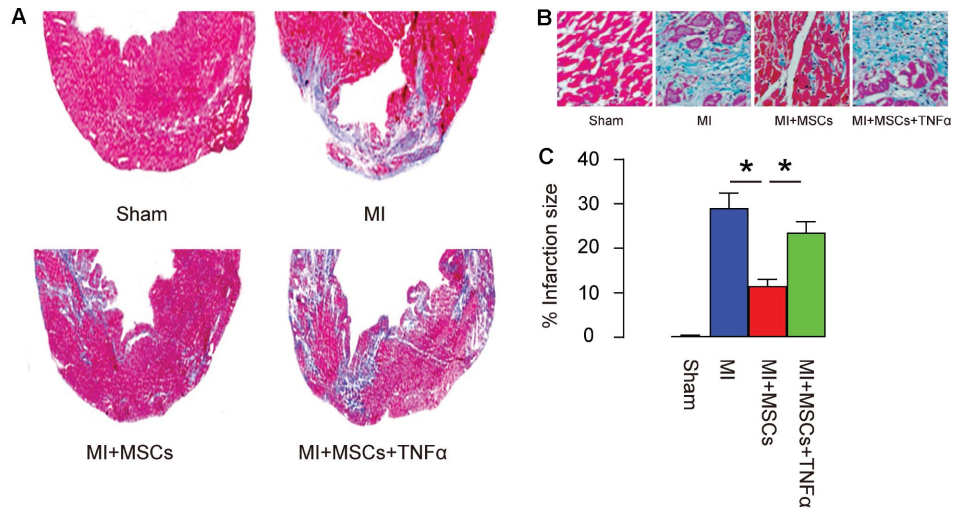 A
Sham
MI
MI+MSCs
MI+MSCs+TNFα
B
Sham
MI
MI+MSCs
MI+MSCs+TNFα
C
% Infarction size
40
30
20
10
0
* *
Sham
MI
MI+MSCs
MI+MSCs+TNFα